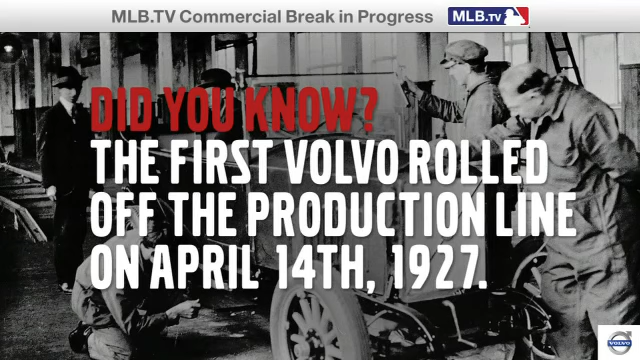 MLB.TV Commercial Break in Progress MLB.TV
DID YOU KNOW?
THE FIRST VOLVO ROLLED
OFF THE PRODUCTION LINE
ON APRIL 14TH, 1927.
VOLVO